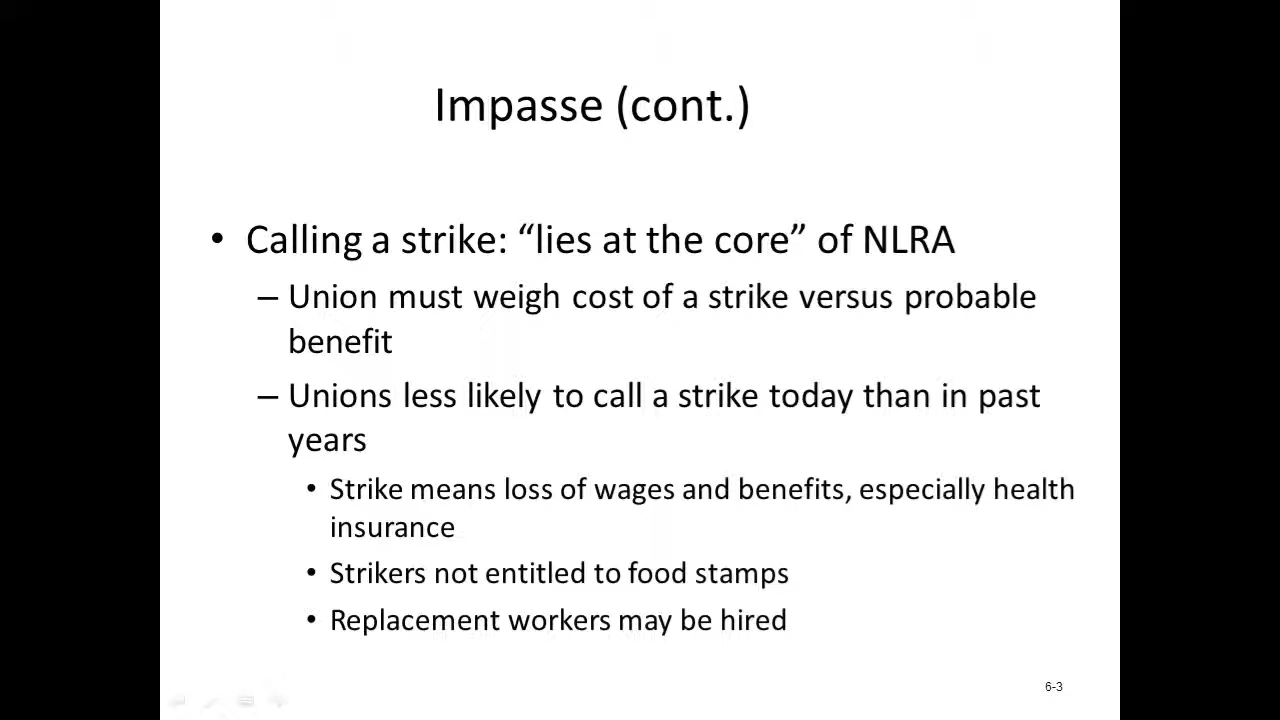 Impasse (cont.)
• Calling a strike: “lies at the core” of NLRA
– Union must weigh cost of a strike versus probable
benefit
– Unions less likely to call a strike today than in past
years
• Strike means loss of wages and benefits, especially health
insurance
• Strikers not entitled to food stamps
• Replacement workers may be hired
6-3